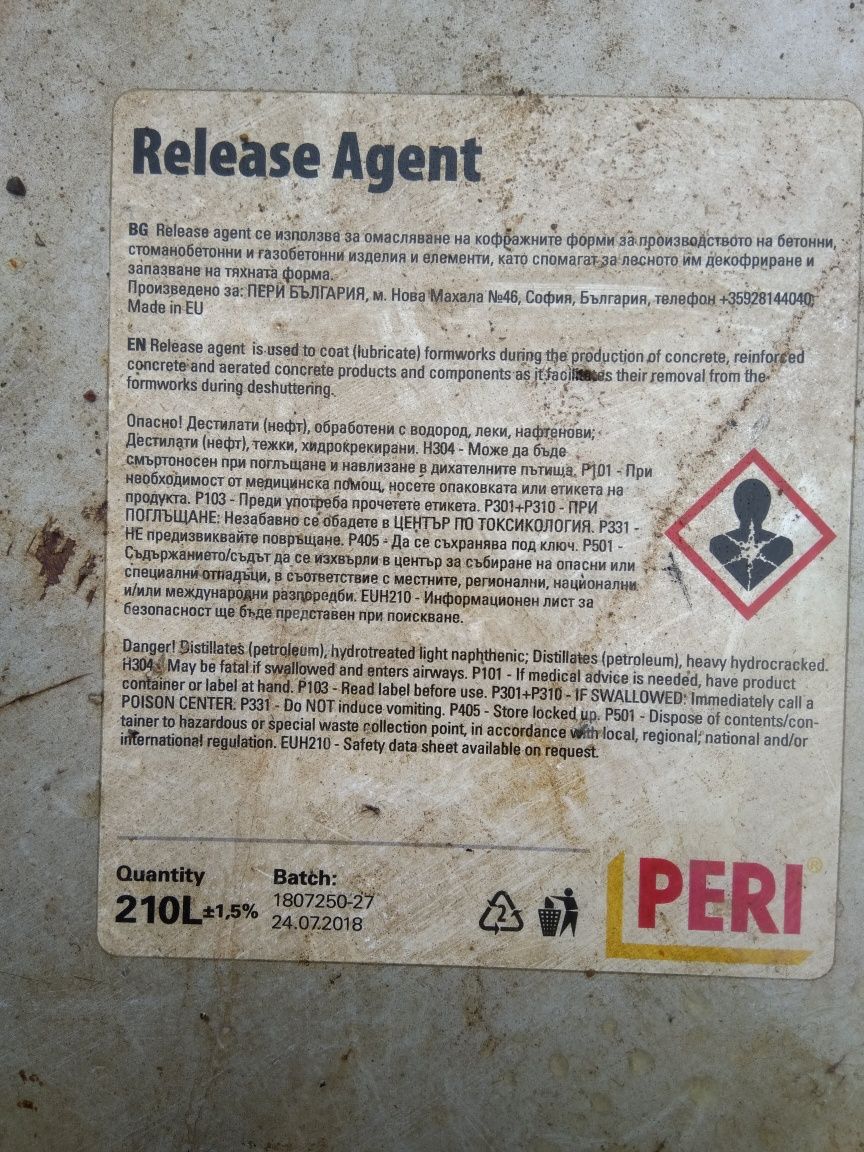 Release Agent
BG Release agent се използва за омасляване на кофражните форми за производството на бетонни,
стоманобетонни и газобетонни изделия и елементи, като спомагат за лесното им декофриране и
запазване на тяхната форма.
Произведено за: ПЕРИ БЪЛГАРИЯ, м. Нова Махала №46, София, България, телефон +35928144040;
Made in EU
EN Release agent is used to coat (lubricate) formworks during the production of concrete, reinforced
concrete and aerated concrete products and components as it facilitates their removal from the
formworks during deshuttering.
Опасно! Дестилати (нефт), обработени с водород, леки, нафтенови;
Дестилати (нефт), тежки, хидрокрекирани. H304 - Може да бъде
смъртоносен при поглъщане и навлизане в дихателните пътища. P101 - При
необходимост от медицинска помощ, носете опаковката или етикета на
продукта. P103 - Преди употреба прочетете етикета. P301+P310 - ПРИ
ПОГЛЪЩАНЕ: Незабавно се обадете в ЦЕНТЪР ПО ТОКСИКОЛОГИЯ. P331 -
НЕ предизвиквайте повръщане. P405 - Да се съхранява под ключ. P501 -
Съдържанието/съдът да се изхвърли в център за събиране на опасни или
специални отпадъци, в съответствие с местните, регионални, национални
и/или международни разпоредби. EUH210 - Информационен лист за
безопасност ще бъде представен при поискване.
Danger! Distillates (petroleum), hydrotreated light naphthenic; Distillates (petroleum), heavy hydrocracked.
H304 - May be fatal if swallowed and enters airways. P101 - If medical advice is needed, have product
container or label at hand. P103 - Read label before use. P301+P310 - IF SWALLOWED: Immediately call a
POISON CENTER. P331 - Do NOT induce vomiting. P405 - Store locked up. P501 - Dispose of contents/con-
tainer to hazardous or special waste collection point, in accordance with local, regional, national and/or
international regulation. EUH210 - Safety data sheet available on request.
Quantity
210L±1,5%
Batch:
1807250-27
24.07.2018
2
PERI®